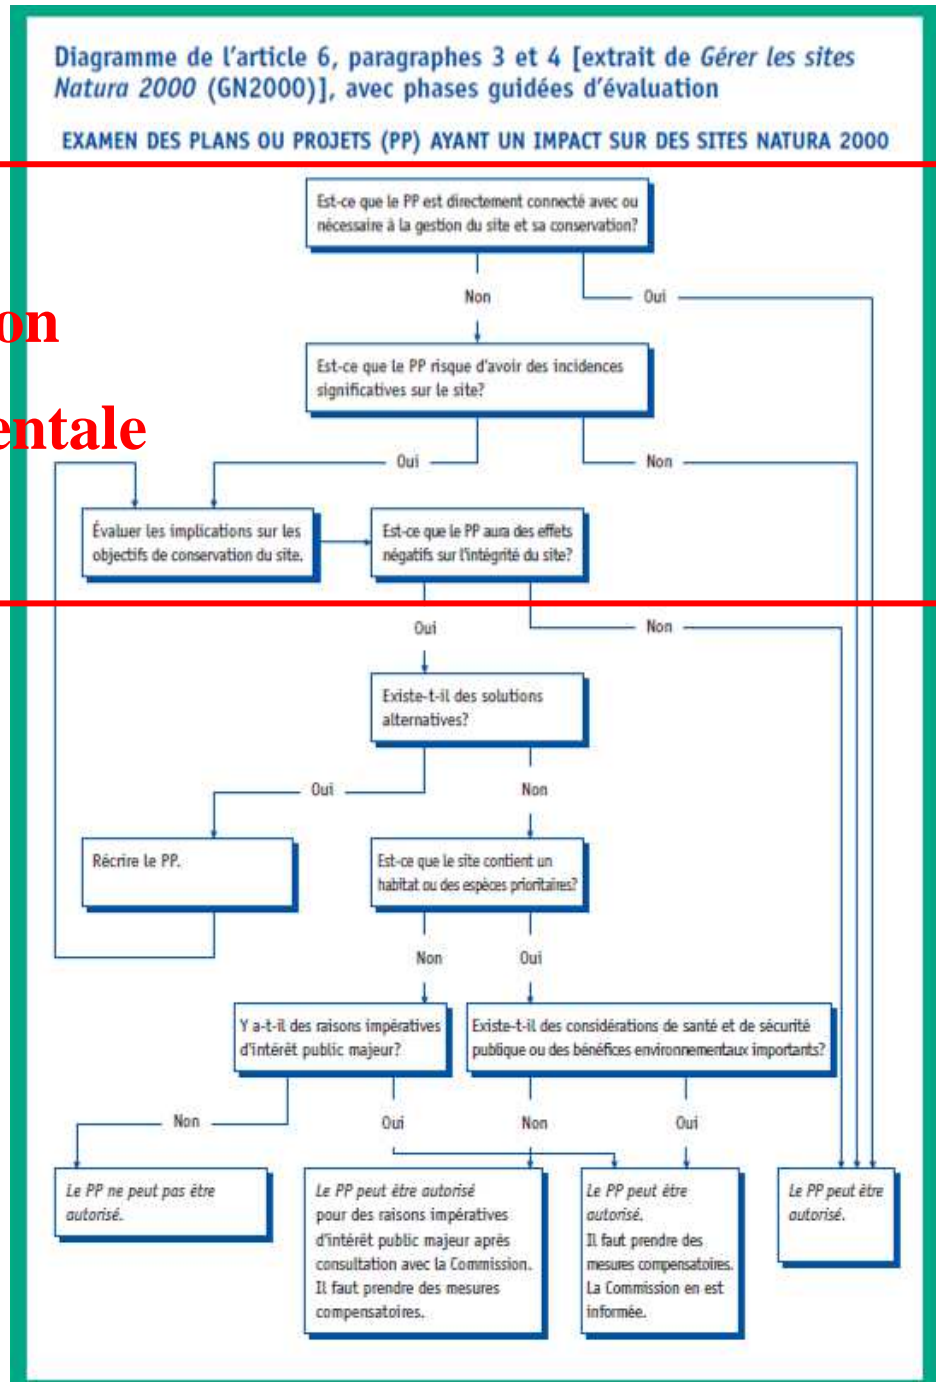 Diagramme de l'article 6, paragraphes 3 et 4 [extrait de Gérer les sites
Natura 2000 (GN2000)], avec phases guidées d'évaluation
EXAMEN DES PLANS OU PROJETS (PP) AYANT UN IMPACT SUR DES SITES NATURA 2000
Est-ce que le PP est directement connecté avec ou
nécessaire à la gestion du site et sa conservation?
Non
Oui
on
Est-ce que le PP risque d'avoir des incidences
significatives sur le site?
entale
Oui
Non
Évaluer les implications sur les
objectifs de conservation du site.
Est-ce que le PP aura des effets
négatifs sur l'intégrité du site?
Oui
Non
Existe-t-il des solutions
alternatives?
Oui
Non
Récrire le PP.
Est-ce que le site contient un
habitat ou des espèces prioritaires?
Non
Oui
Y a-t-il des raisons impératives
d'intérêt public majeur?
Existe-t-il des considérations de santé et de sécurité
publique ou des bénéfices environnementaux importants?
Non
Oui
Non
Oui
Le PP ne peut pas être
autorisé.
Le PP peut être autorisé
pour des raisons impératives
d'intérêt public majeur après
consultation avec la Commission.
Il faut prendre des mesures
compensatoires.
Le PP peut être
autorisé.
Il faut prendre des
mesures compensatoires.
La Commission en est
informée.
Le PP peut être
autorisé.